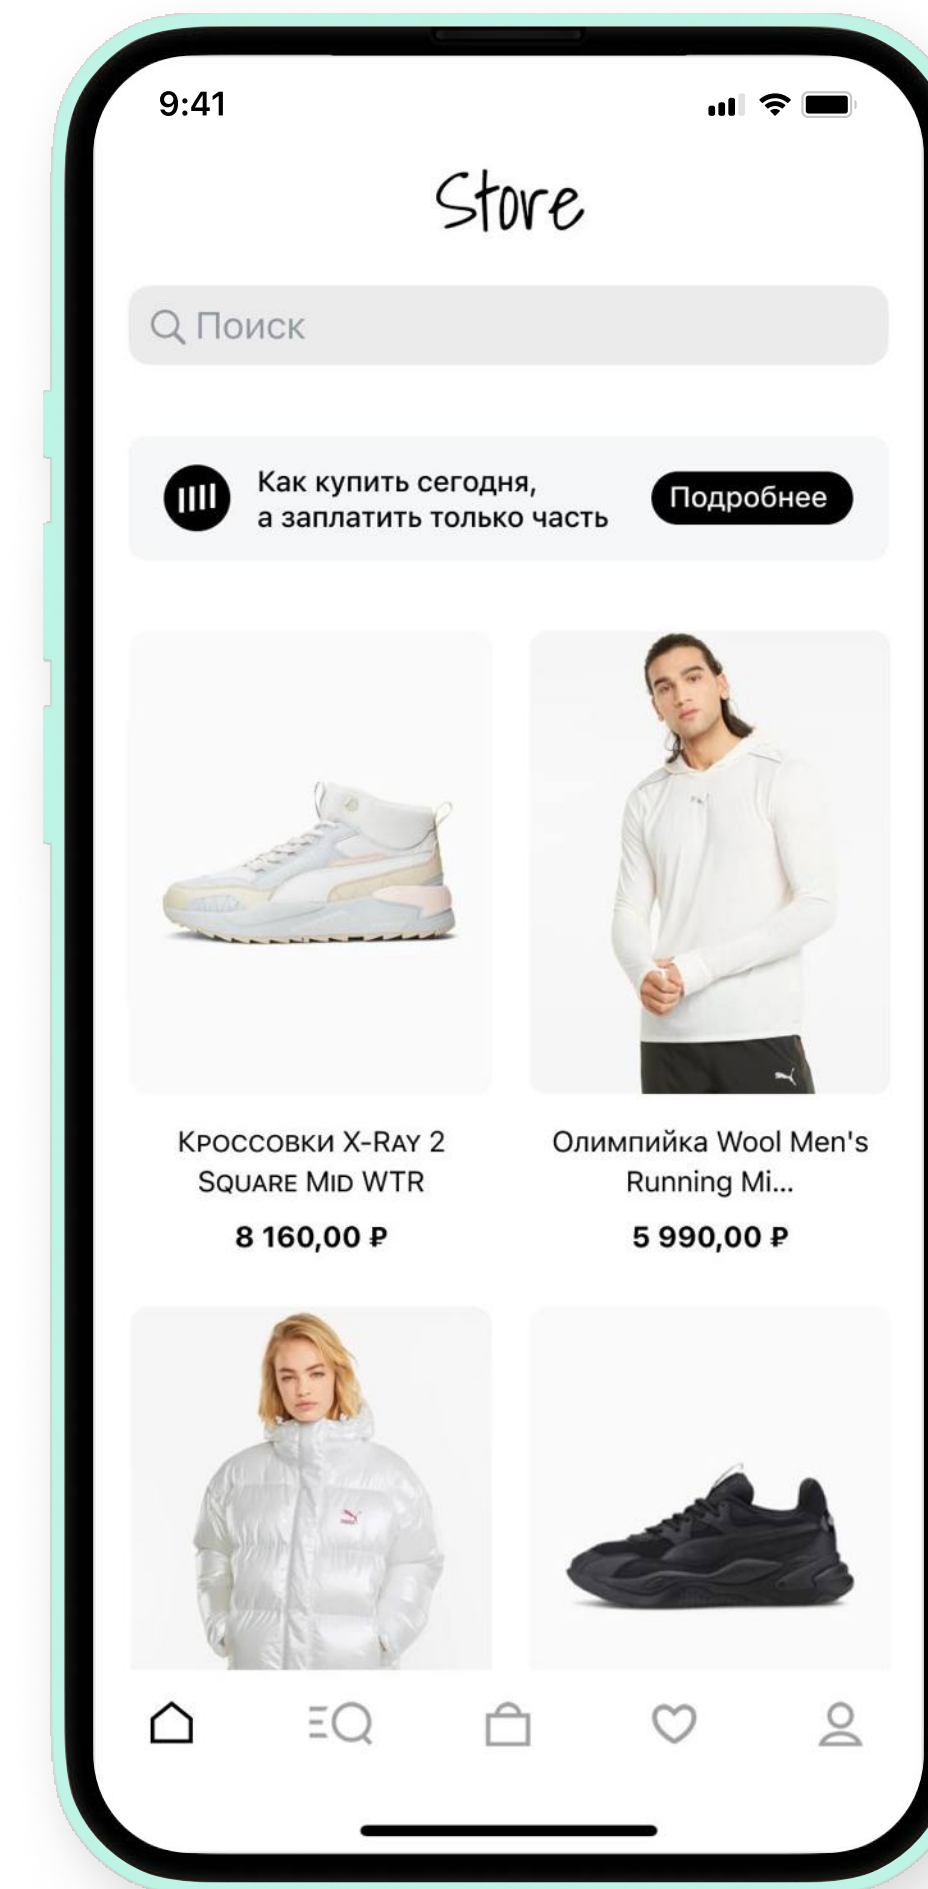 9:41
Store
Поиск
Как купить сегодня,
а заплатить только часть
Подробнее
Кроссовки X-Ray 2
Square Mid WTR
8 160,00 ₽
Олимпийка Wool Men's
Running Mi...
5 990,00 ₽